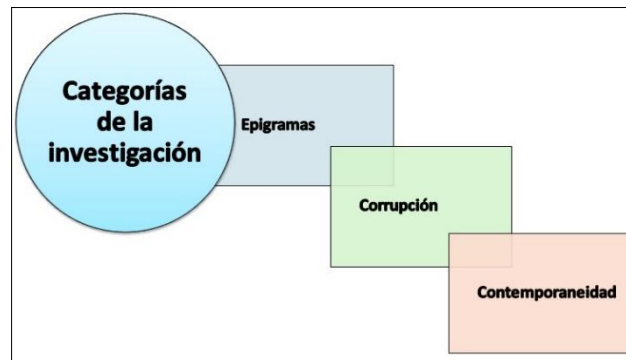 Categorías
de la
investigación
Epigramas
Corrupción
Contemporaneidad